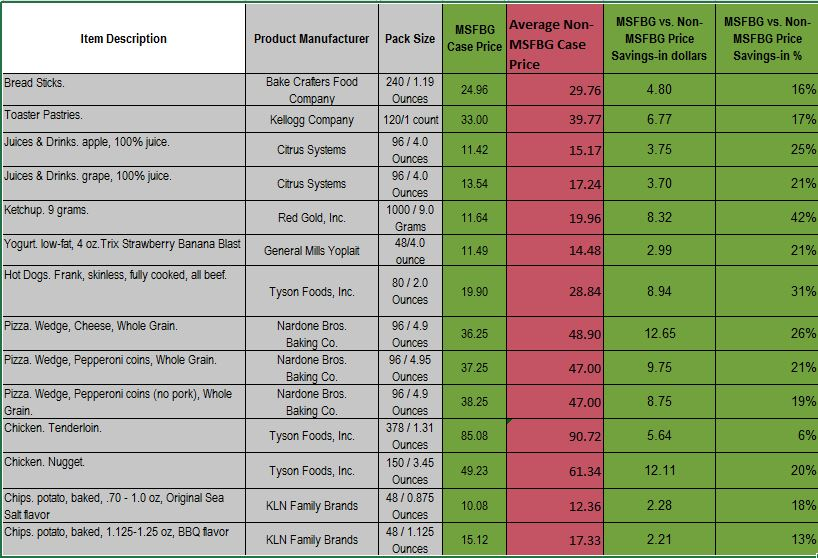 Item Description Product Manufacturer Pack Size MSFBG Case Price Average Non-MSFBG Case Price MSFBG vs. Non-MSFBG Price Savings-in dollars MSFBG vs. Non-MSFBG Price Savings-in %
Bread Sticks. Bake Crafters Food Company 240 / 1.19 Ounces 24.96 29.76 4.80 16%
Toaster Pastries. Kellogg Company 120/1 count 33.00 39.77 6.77 17%
Juices & Drinks. apple, 100% juice. Citrus Systems 96 / 4.0 Ounces 11.42 15.17 3.75 25%
Juices & Drinks. grape, 100% juice. Citrus Systems 96 / 4.0 Ounces 13.54 17.24 3.70 21%
Ketchup. 9 grams. Red Gold, Inc. 1000 / 9.0 Grams 11.64 19.96 8.32 42%
Yogurt. low-fat, 4 oz.Trix Strawberry Banana Blast General Mills Yoplait 48/4.0 ounce 11.49 14.48 2.99 21%
Hot Dogs. Frank, skinless, fully cooked, all beef. Tyson Foods, Inc. 80 / 2.0 Ounces 19.90 28.84 8.94 31%
Pizza. Wedge, Cheese, Whole Grain. Nardone Bros. Baking Co. 96 / 4.9 Ounces 36.25 48.90 12.65 26%
Pizza. Wedge, Pepperoni coins, Whole Grain. Nardone Bros. Baking Co. 96 / 4.95 Ounces 37.25 47.00 9.75 21%
Pizza. Wedge, Pepperoni coins (no pork), Whole Grain. Nardone Bros. Baking Co. 96 / 4.9 Ounces 38.25 47.00 8.75 19%
Chicken. Tenderloin. Tyson Foods, Inc. 378 / 1.31 Ounces 85.08 90.72 5.64 6%
Chicken. Nugget. Tyson Foods, Inc. 150 / 3.45 Ounces 49.23 61.34 12.11 20%
Chips. potato, baked, .70 - 1.0 oz, Original Sea Salt flavor KLN Family Brands 48 / 0.875 Ounces 10.08 12.36 2.28 18%
Chips. potato, baked, 1.125-1.25 oz, BBQ flavor KLN Family Brands 48 / 1.125 Ounces 15.12 17.33 2.21 13%